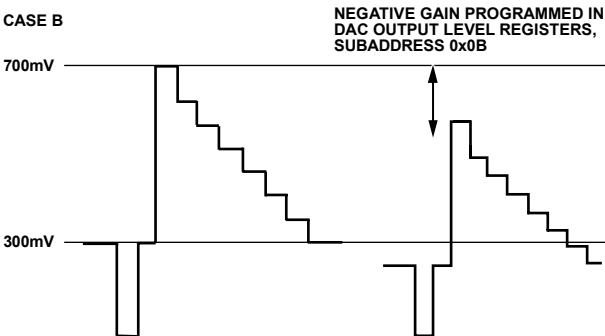 CASE B
NEGATIVE GAIN PROGRAMMED IN
DAC OUTPUT LEVEL REGISTERS,
SUBADDRESS 0x0B
700mV
300mV